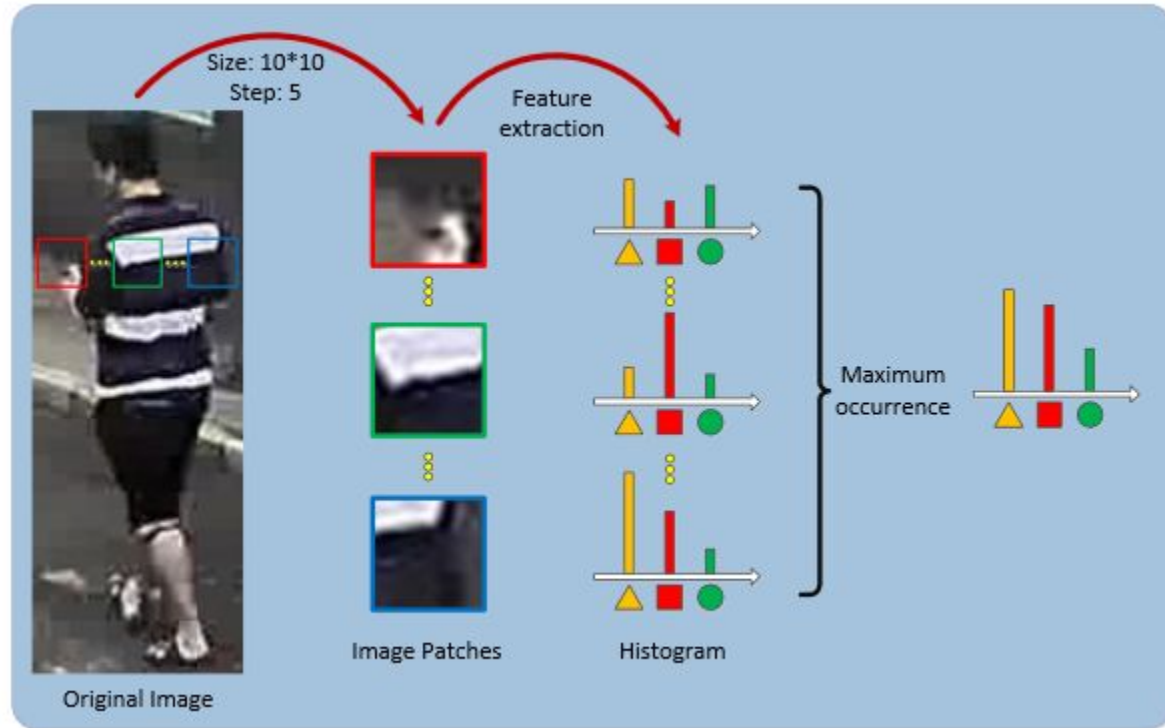 Size: 10*10
Step: 5
Feature
extraction
Maximum
occurrence
Image Patches
Histogram
Original Image